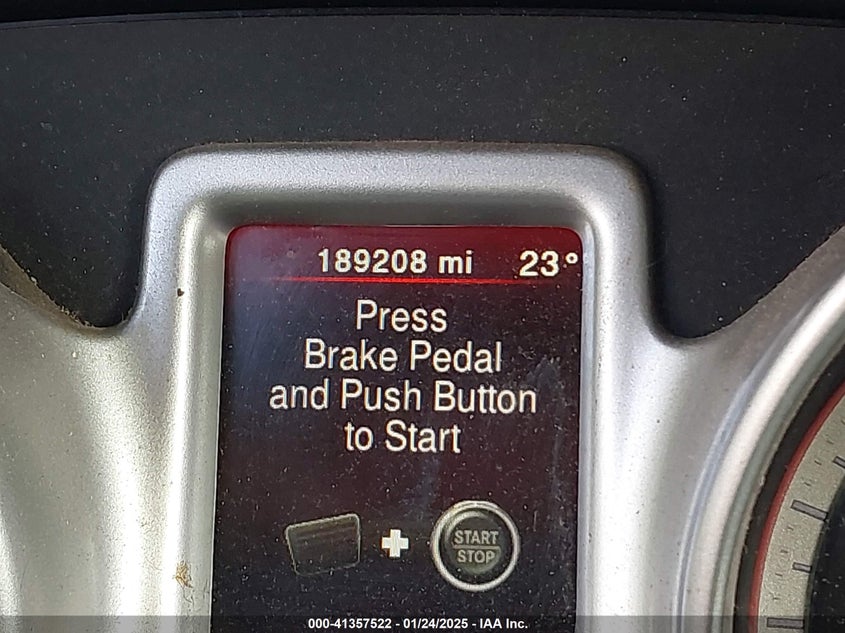 189208 mi 23°
Press
Brake Pedal
and Push Button
to Start
START
STOP
000-41357522 - 01/24/2025 - IAA Inc.